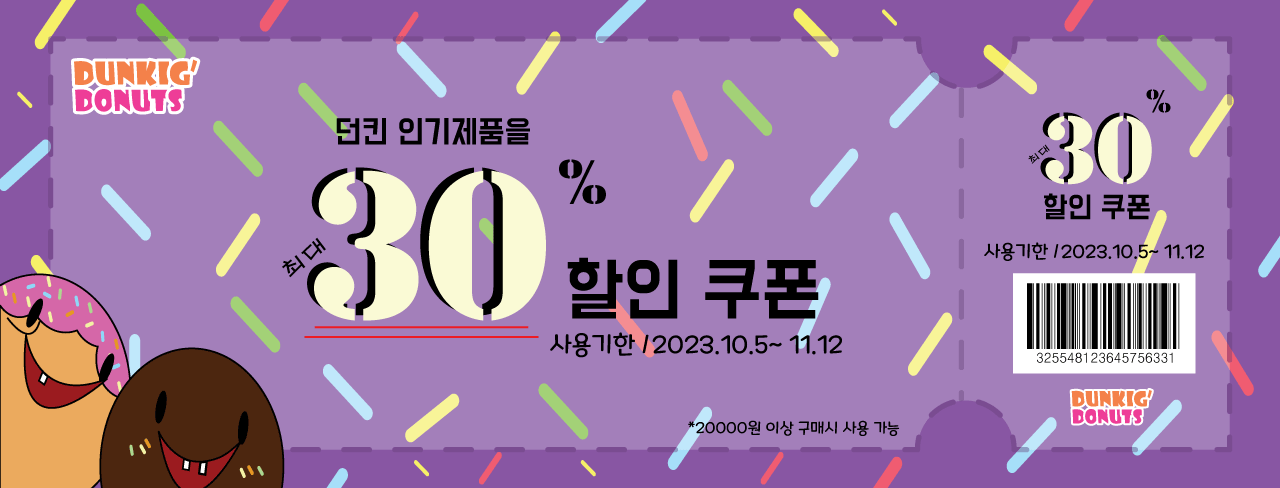 DUNKIG'
DONUTS
던킨 인기제품을
최대
30%
할인 쿠폰
사용기한 / 2023.10.5~ 11.12
*20000원 이상 구매시 사용 가능
최대
30%
할인 쿠폰
사용기한 / 2023.10.5~ 11.12
325548123645756331
DUNKIG'
DONUTS